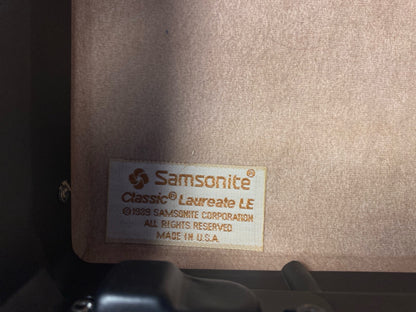 Samsonite®
Classic® Laureate LE
©1989 SAMSONITE CORPORATION
ALL RIGHTS RESERVED
MADE IN U.S.A.